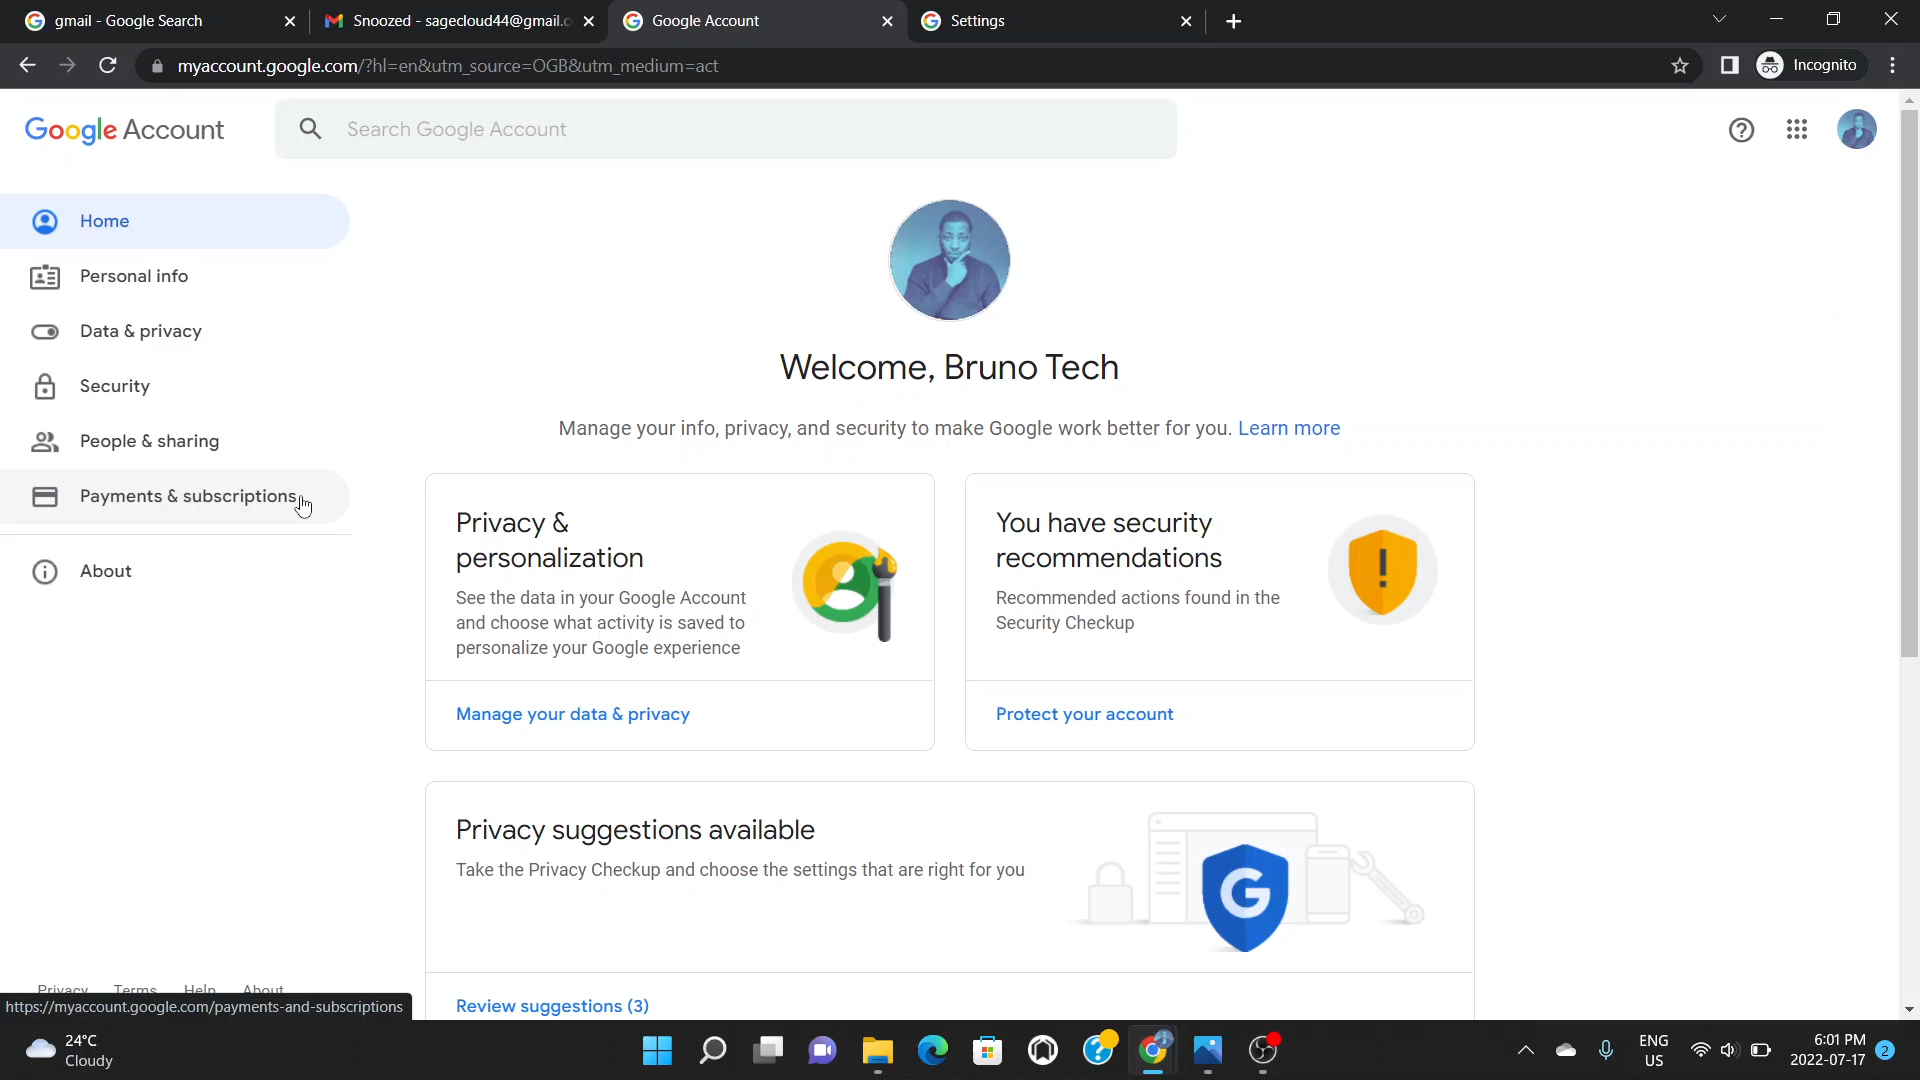 gmail - Google Search
Snoozed - sagecloud44@gmail.c
Google Account
Settings
myaccount.google.com/?hl=en&utm_source=OGB&utm_medium=act
Incognito
Google Account
Search Google Account
Home
Personal info
Data & privacy
Security
People & sharing
Payments & subscriptions
About
Welcome, Bruno Tech
Manage your info, privacy, and security to make Google work better for you. Learn more
Privacy &
personalization
See the data in your Google Account
and choose what activity is saved to
personalize your Google experience
Manage your data & privacy
You have security
recommendations
Recommended actions found in the
Security Checkup
Protect your account
Privacy suggestions available
Take the Privacy Checkup and choose the settings that are right for you
Review suggestions (3)
Privacy Terms Help About
https://myaccount.google.com/payments-and-subscriptions
24°C
Cloudy
ENG
US
6:01 PM
2022-07-17
2